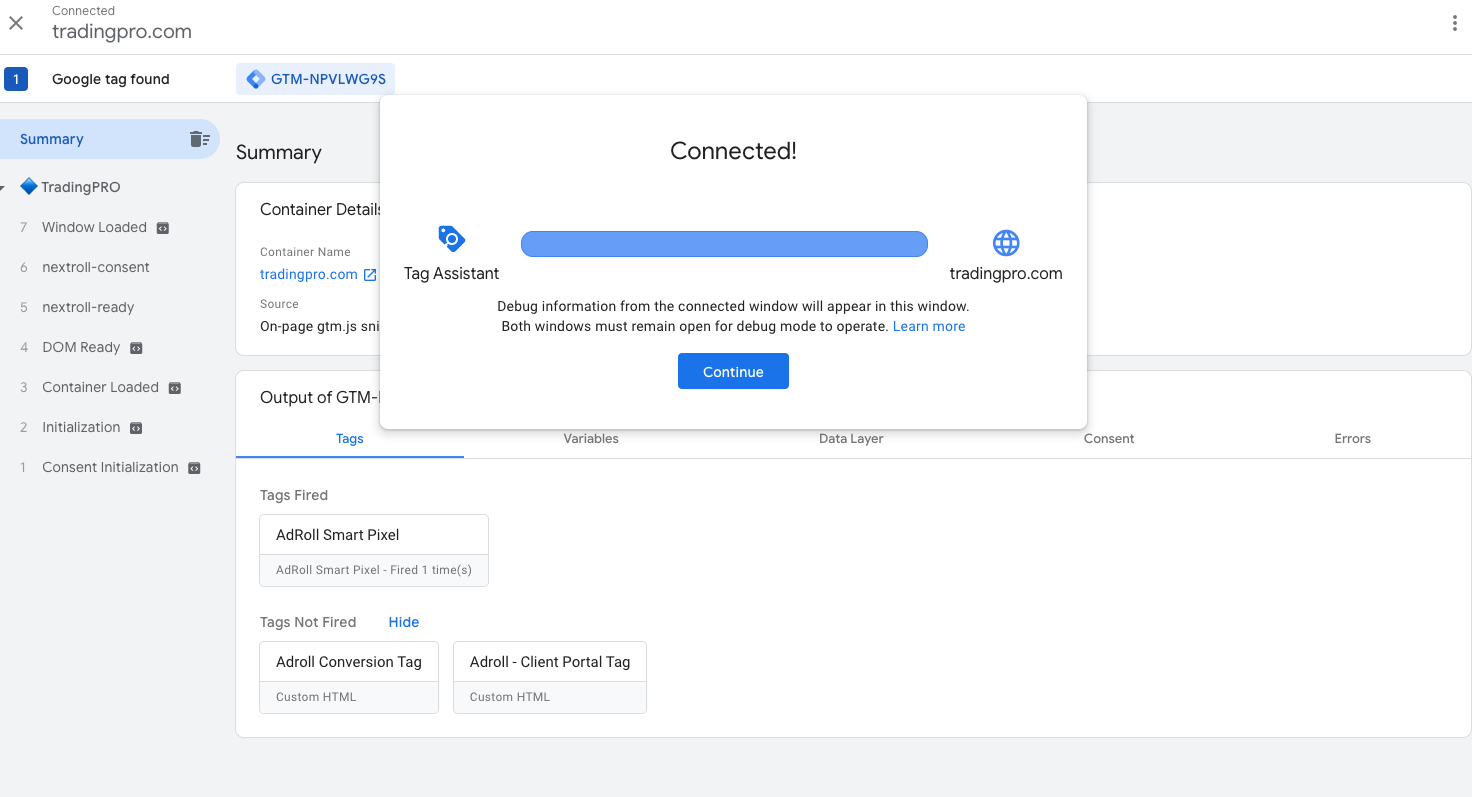 Connected
tradingpro.com
1
Google tag found
GTM-NPVLWG9S
Summary
TradingPRO
7 Window Loaded
6 nextroll-consent
5 nextroll-ready
4 DOM Ready
3 Container Loaded
2 Initialization
1 Consent Initialization
Summary
Container Details
Container Name
tradingpro.com
Source
On-page gtm.js sni
Connected!
Tag Assistant
tradingpro.com
Debug information from the connected window will appear in this window.
Both windows must remain open for debug mode to operate. Learn more
Continue
Output of GTM-
Tags Variables Data Layer Consent Errors
Tags Fired
AdRoll Smart Pixel
AdRoll Smart Pixel - Fired 1 time(s)
Tags Not Fired Hide
Adroll Conversion Tag
Custom HTML
Adroll - Client Portal Tag
Custom HTML